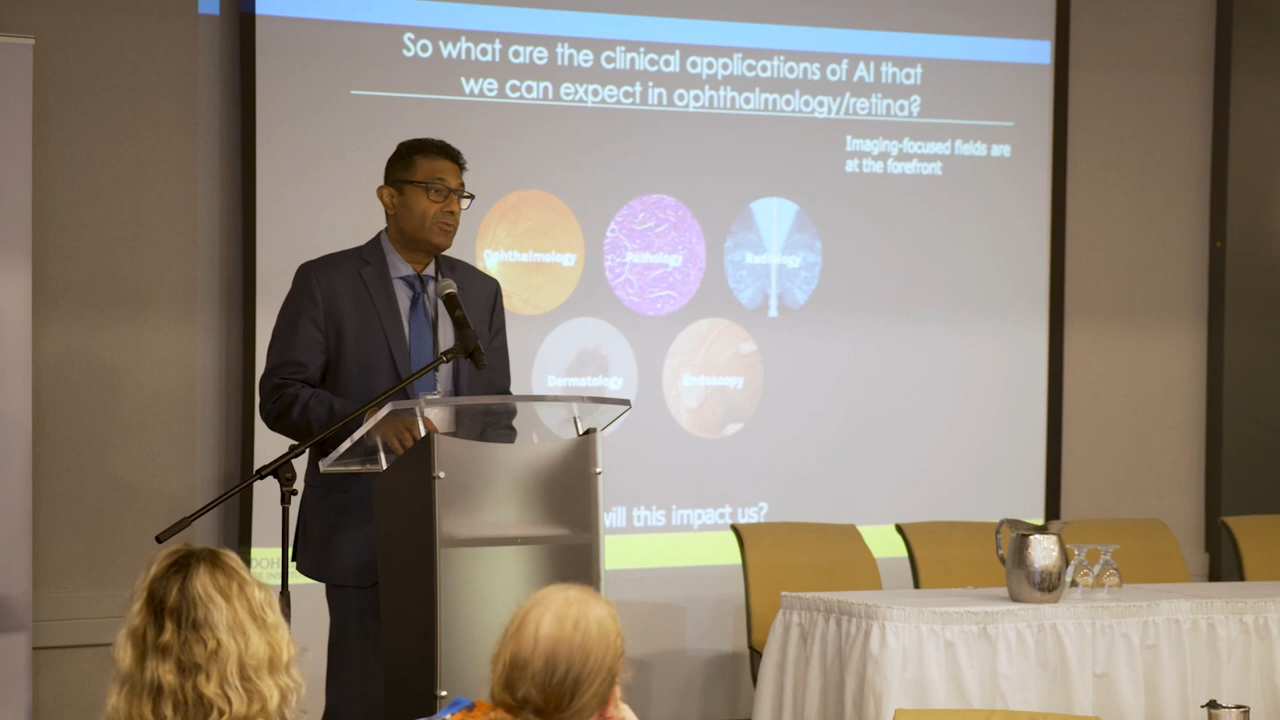 So what are the clinical applications of AI that
we can expect in ophthalmology/retina?
Imaging-focused fields are
at the forefront
Ophthalmology
Pathology
Radiology
Dermatology
Endoscopy
will this impact us?
DOH